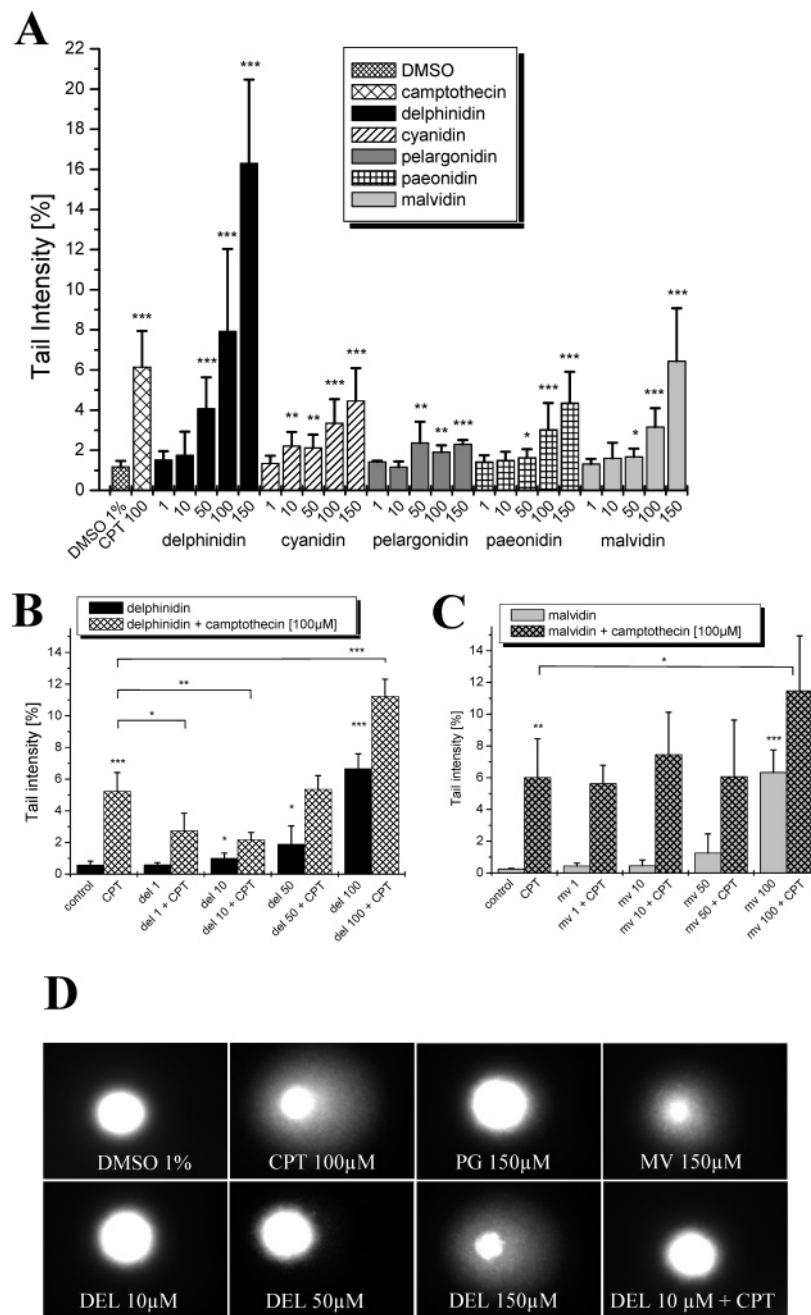 A
22
20
18
16
14
12
10
8
6
4
2
0
Tail Intensity [%]
DMSO
camptothecin
delphinidin
cyanidin
pelargonidin
paeonidin
malvidin
***
***
***
***
**
**
***
***
**
**
***
*
***
***
*
***
***
DMSO 1%
CPT 100
1 10 50 100 150
1 10 50 100 150
1 10 50 100 150
1 10 50 100 150
1 10 50 100 150
delphinidin cyanidin pelargonidin paeonidin malvidin
B
delphinidin
delphinidin + camptothecin [100µM]
14
12
10
8
6
4
2
0
Tail intensity [%]
***
**
*
***
*
*
***
control
CPT
del 1
del 1 + CPT
del 10
del 10 + CPT
del 50
del 50 + CPT
del 100
del 100 + CPT
C
malvidin
malvidin + camptothecin [100µM]
14
12
10
8
6
4
2
0
Tail intensity [%]
*
**
***
control
CPT
mv 1
mv 1 + CPT
mv 10
mv 10 + CPT
mv 50
mv 50 + CPT
mv 100
mv 100 + CPT
D
DMSO 1%
CPT 100µM
PG 150µM
MV 150µM
DEL 10µM
DEL 50µM
DEL 150µM
DEL 10 µM + CPT